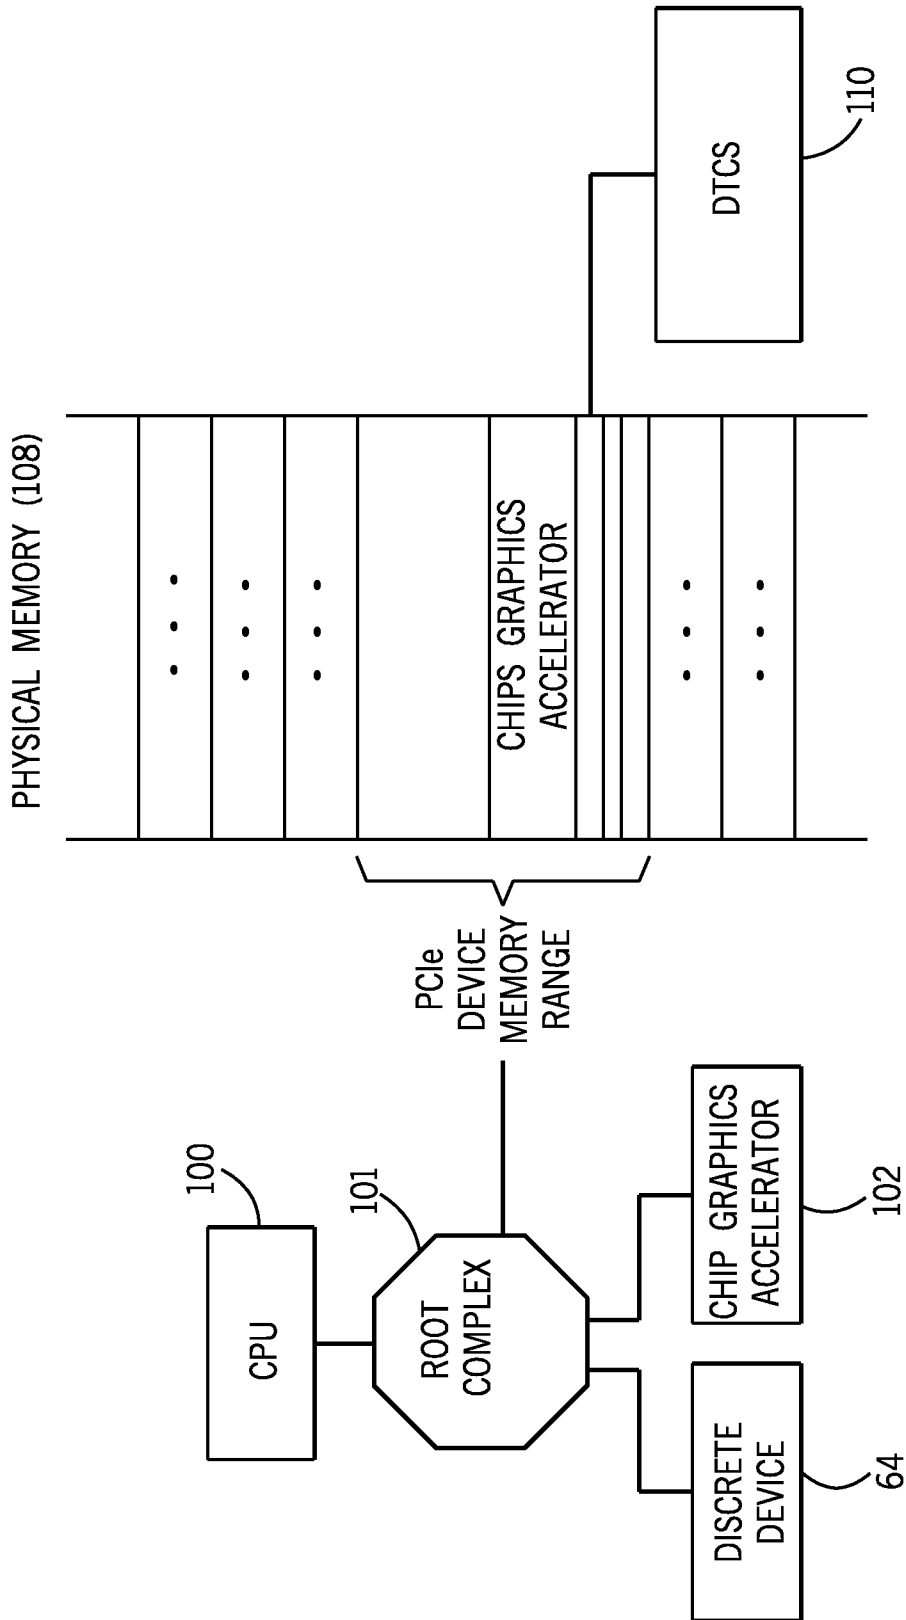 PHYSICAL MEMORY (108)
CPU
100
ROOT
COMPLEX
101
DISCRETE
DEVICE
64
CHIP GRAPHICS
ACCELERATOR
102
PCIe
DEVICE
MEMORY
RANGE
CHIPS GRAPHICS
ACCELERATOR
DTCS
110